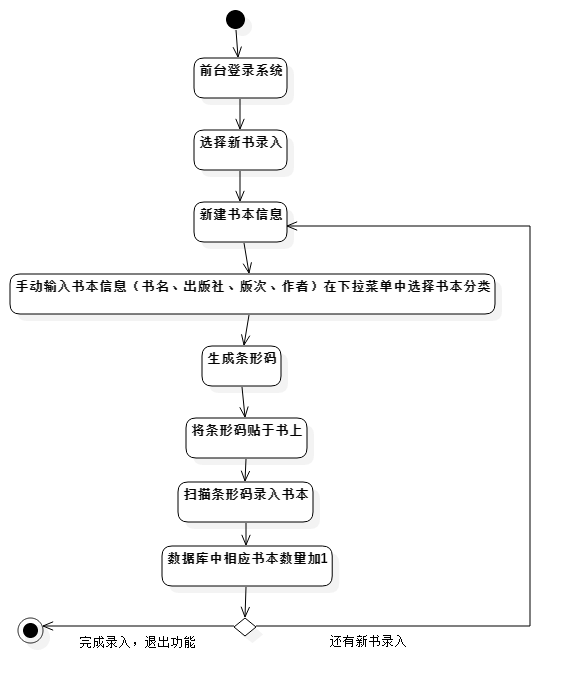 前台登录系统
选择新书录入
新建书本信息
手动输入书本信息（书名、出版社、版次、作者）在下拉菜单中选择书本分类
生成条形码
将条形码贴于书上
扫描条形码录入书本
数据库中相应书本数量加1
完成录入，退出功能
还有新书录入